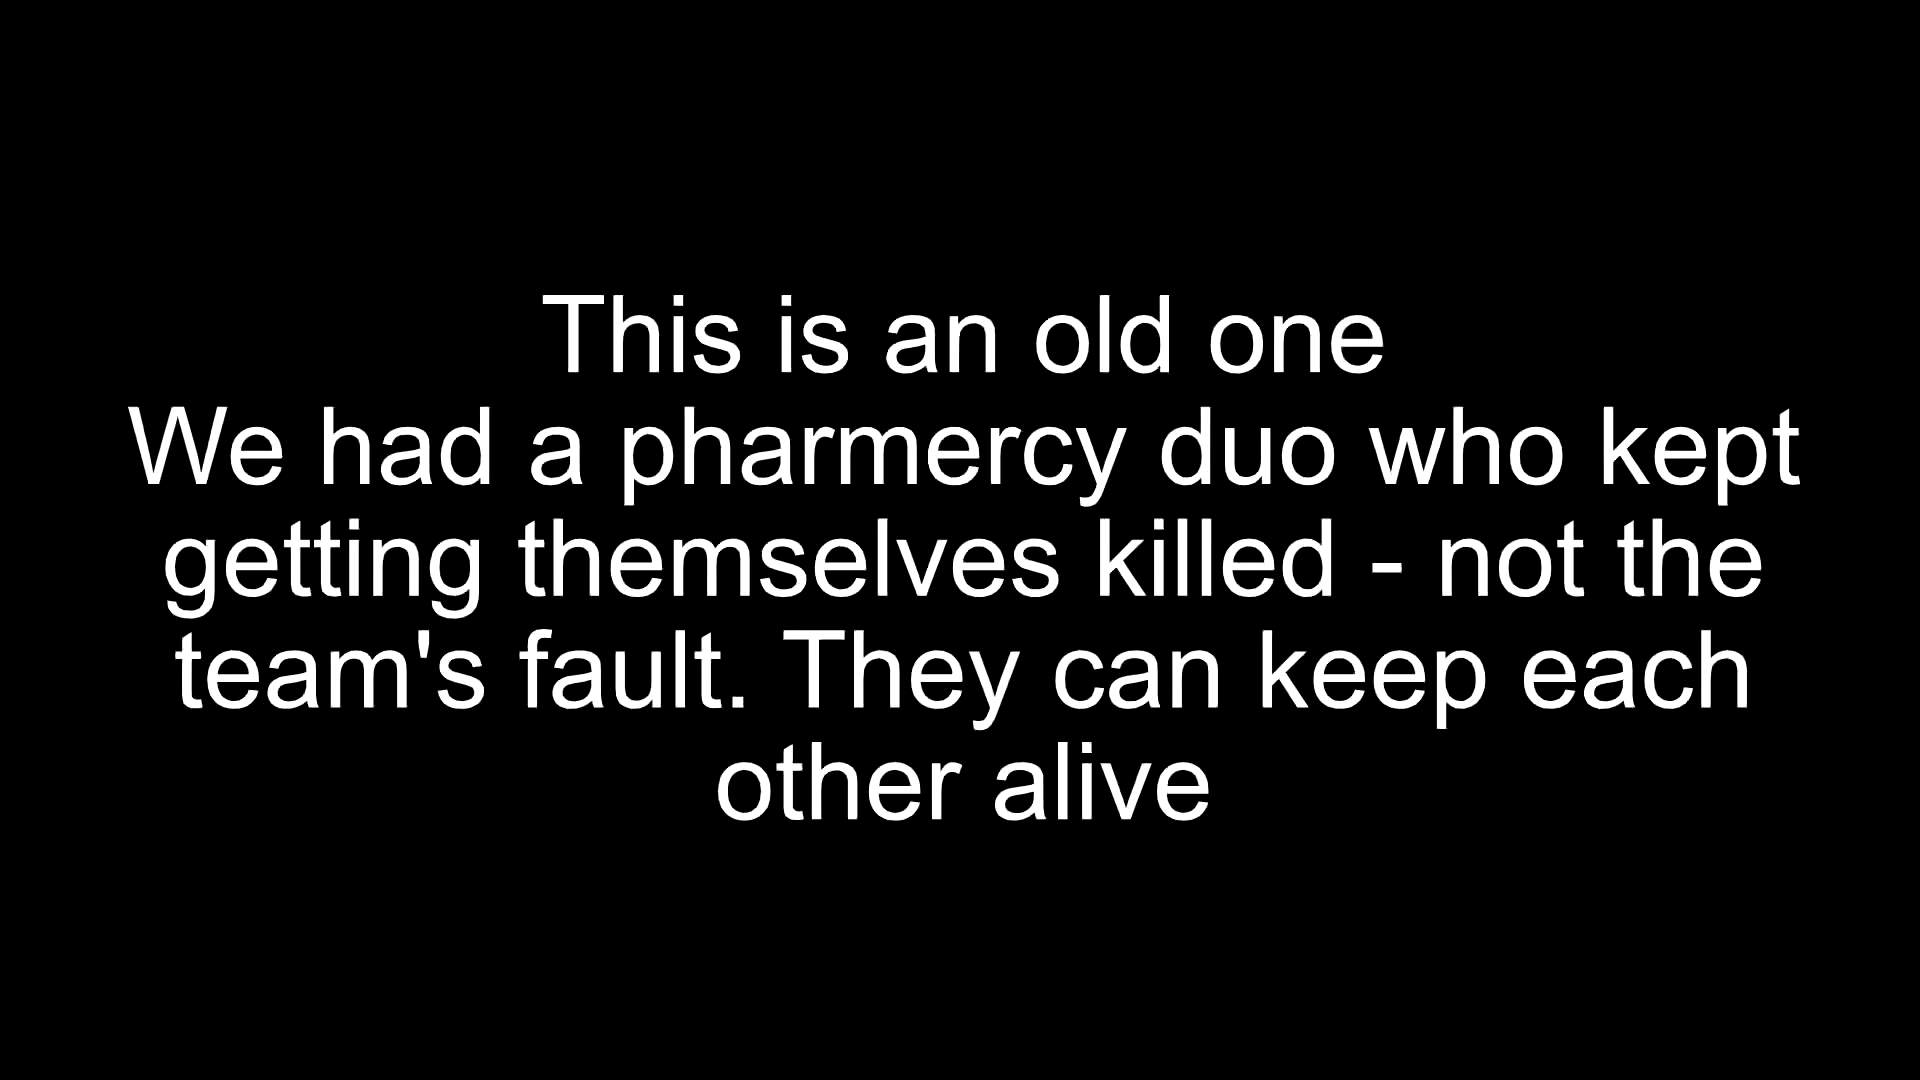 This is an old one
We had a pharmercy duo who kept
getting themselves killed - not the
team's fault. They can keep each
other alive